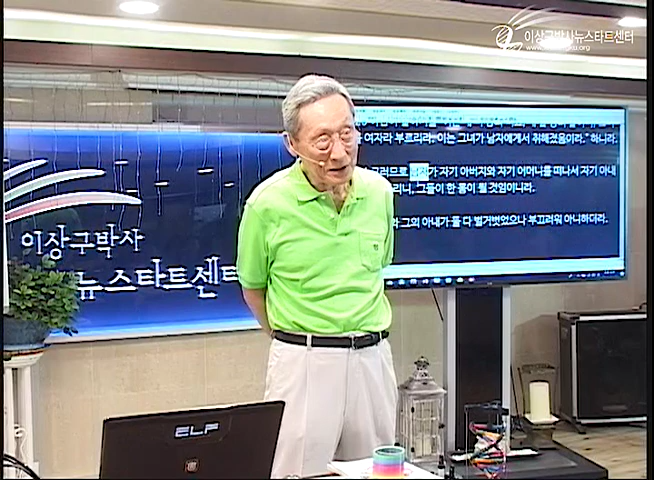 이상구박사뉴스타트센터
여자라 부르리라. 이는 그녀가 남자에게서 취해졌음이라." 하니라.
그러므로 남자가 자기 아버지와 자기 어머니를 떠나서 자기 아내
리니, 그들이 한 몸이 될 것임이니라.
와 그의 아내가 둘 다 벌거벗었으나 부끄러워 아니하더라.
이상구박사
뉴스타트센터
ELF